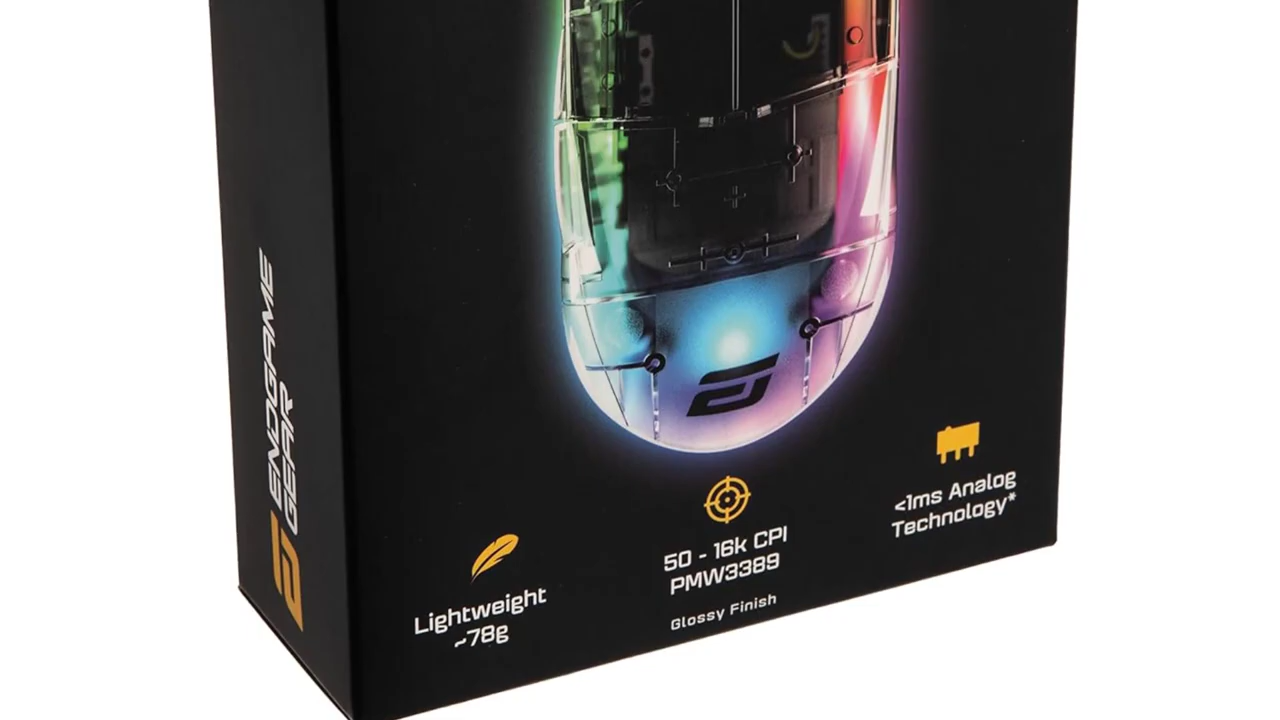 ENDGAME
GEAR
Lightweight
~78g
50 - 16k CPI
PMW3389
Glossy Finish
<1ms Analog
Technology*